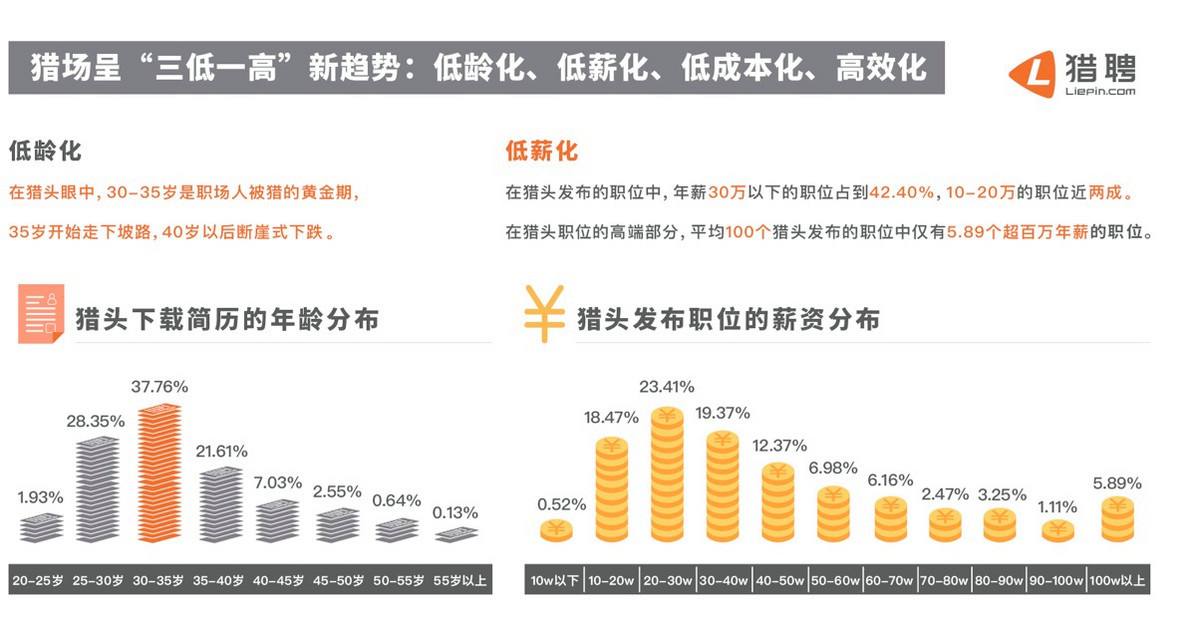 猎场呈“三低一高”新趋势：低龄化、低薪化、低成本化、高效化
猎聘
Liepin.com
低龄化
在猎头眼中，30-35岁是职场人被猎的黄金期，
35岁开始走下坡路，40岁以后断崖式下跌。
低薪化
在猎头发布的职位中，年薪30万以下的职位占到42.40%，10-20万的职位近两成。
在猎头职位的高端部分，平均100个猎头发布的职位中仅有5.89个超百万年薪的职位。
猎头下载简历的年龄分布
1.93% 28.35% 37.76% 21.61% 7.03% 2.55% 0.64% 0.13%
20-25岁 25-30岁 30-35岁 35-40岁 40-45岁 45-50岁 50-55岁 55岁以上
¥ 猎头发布职位的薪资分布
0.52% 18.47% 23.41% 19.37% 12.37% 6.98% 6.16% 2.47% 3.25% 1.11% 5.89%
10w以下 10-20w 20-30w 30-40w 40-50w 50-60w 60-70w 70-80w 80-90w 90-100w 100w以上